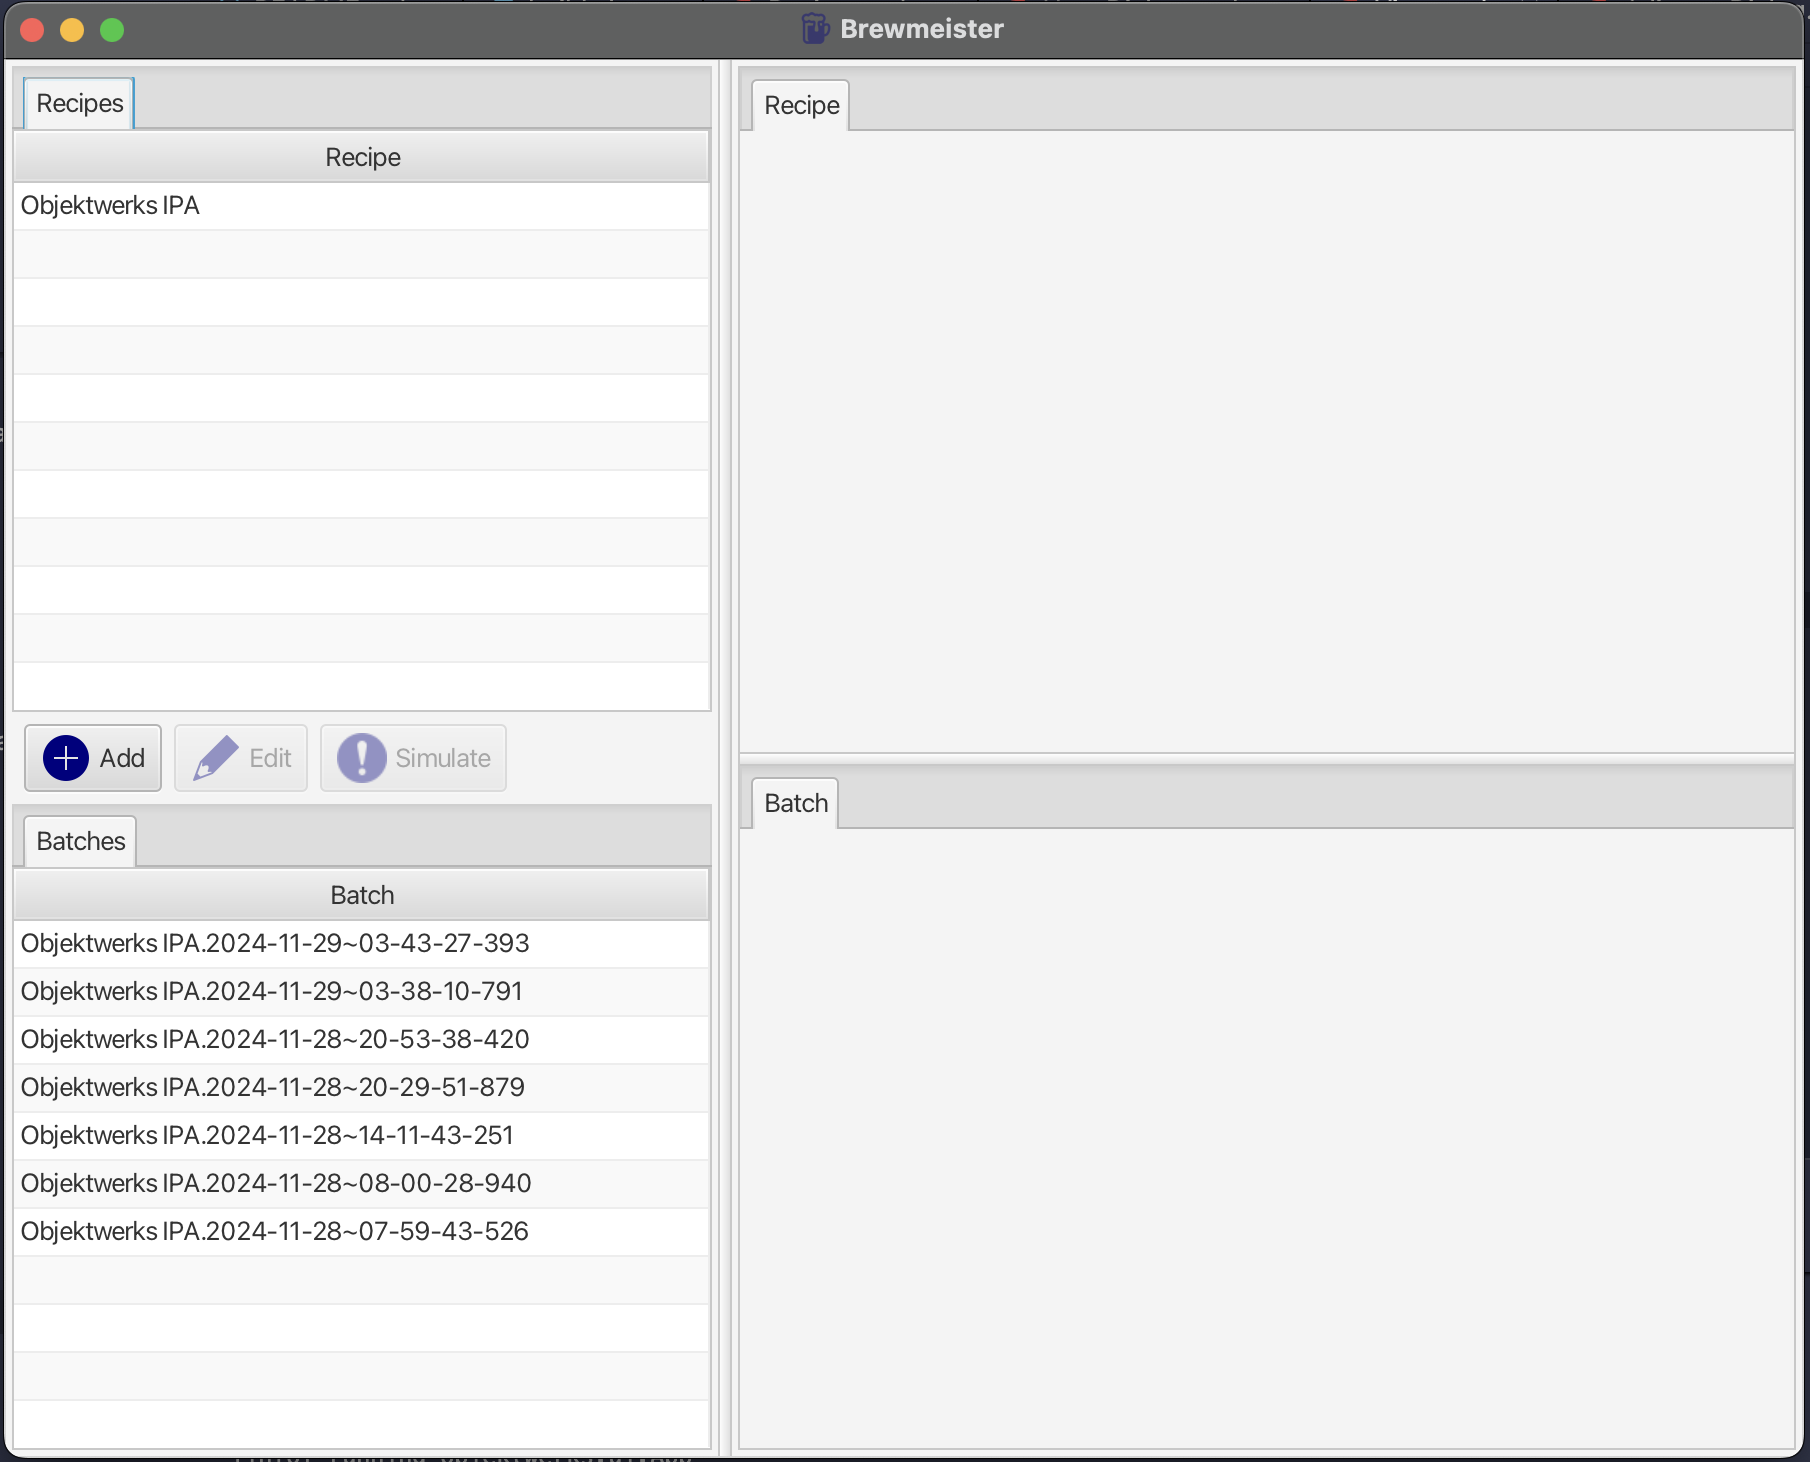 Brewmeister
Recipes
Recipe
Objektwerks IPA
Add
Edit
Simulate
Batches
Batch
Objektwerks IPA.2024-11-29~03-43-27-393
Objektwerks IPA.2024-11-29~03-38-10-791
Objektwerks IPA.2024-11-28~20-53-38-420
Objektwerks IPA.2024-11-28~20-29-51-879
Objektwerks IPA.2024-11-28~14-11-43-251
Objektwerks IPA.2024-11-28~08-00-28-940
Objektwerks IPA.2024-11-28~07-59-43-526
Recipe
Batch